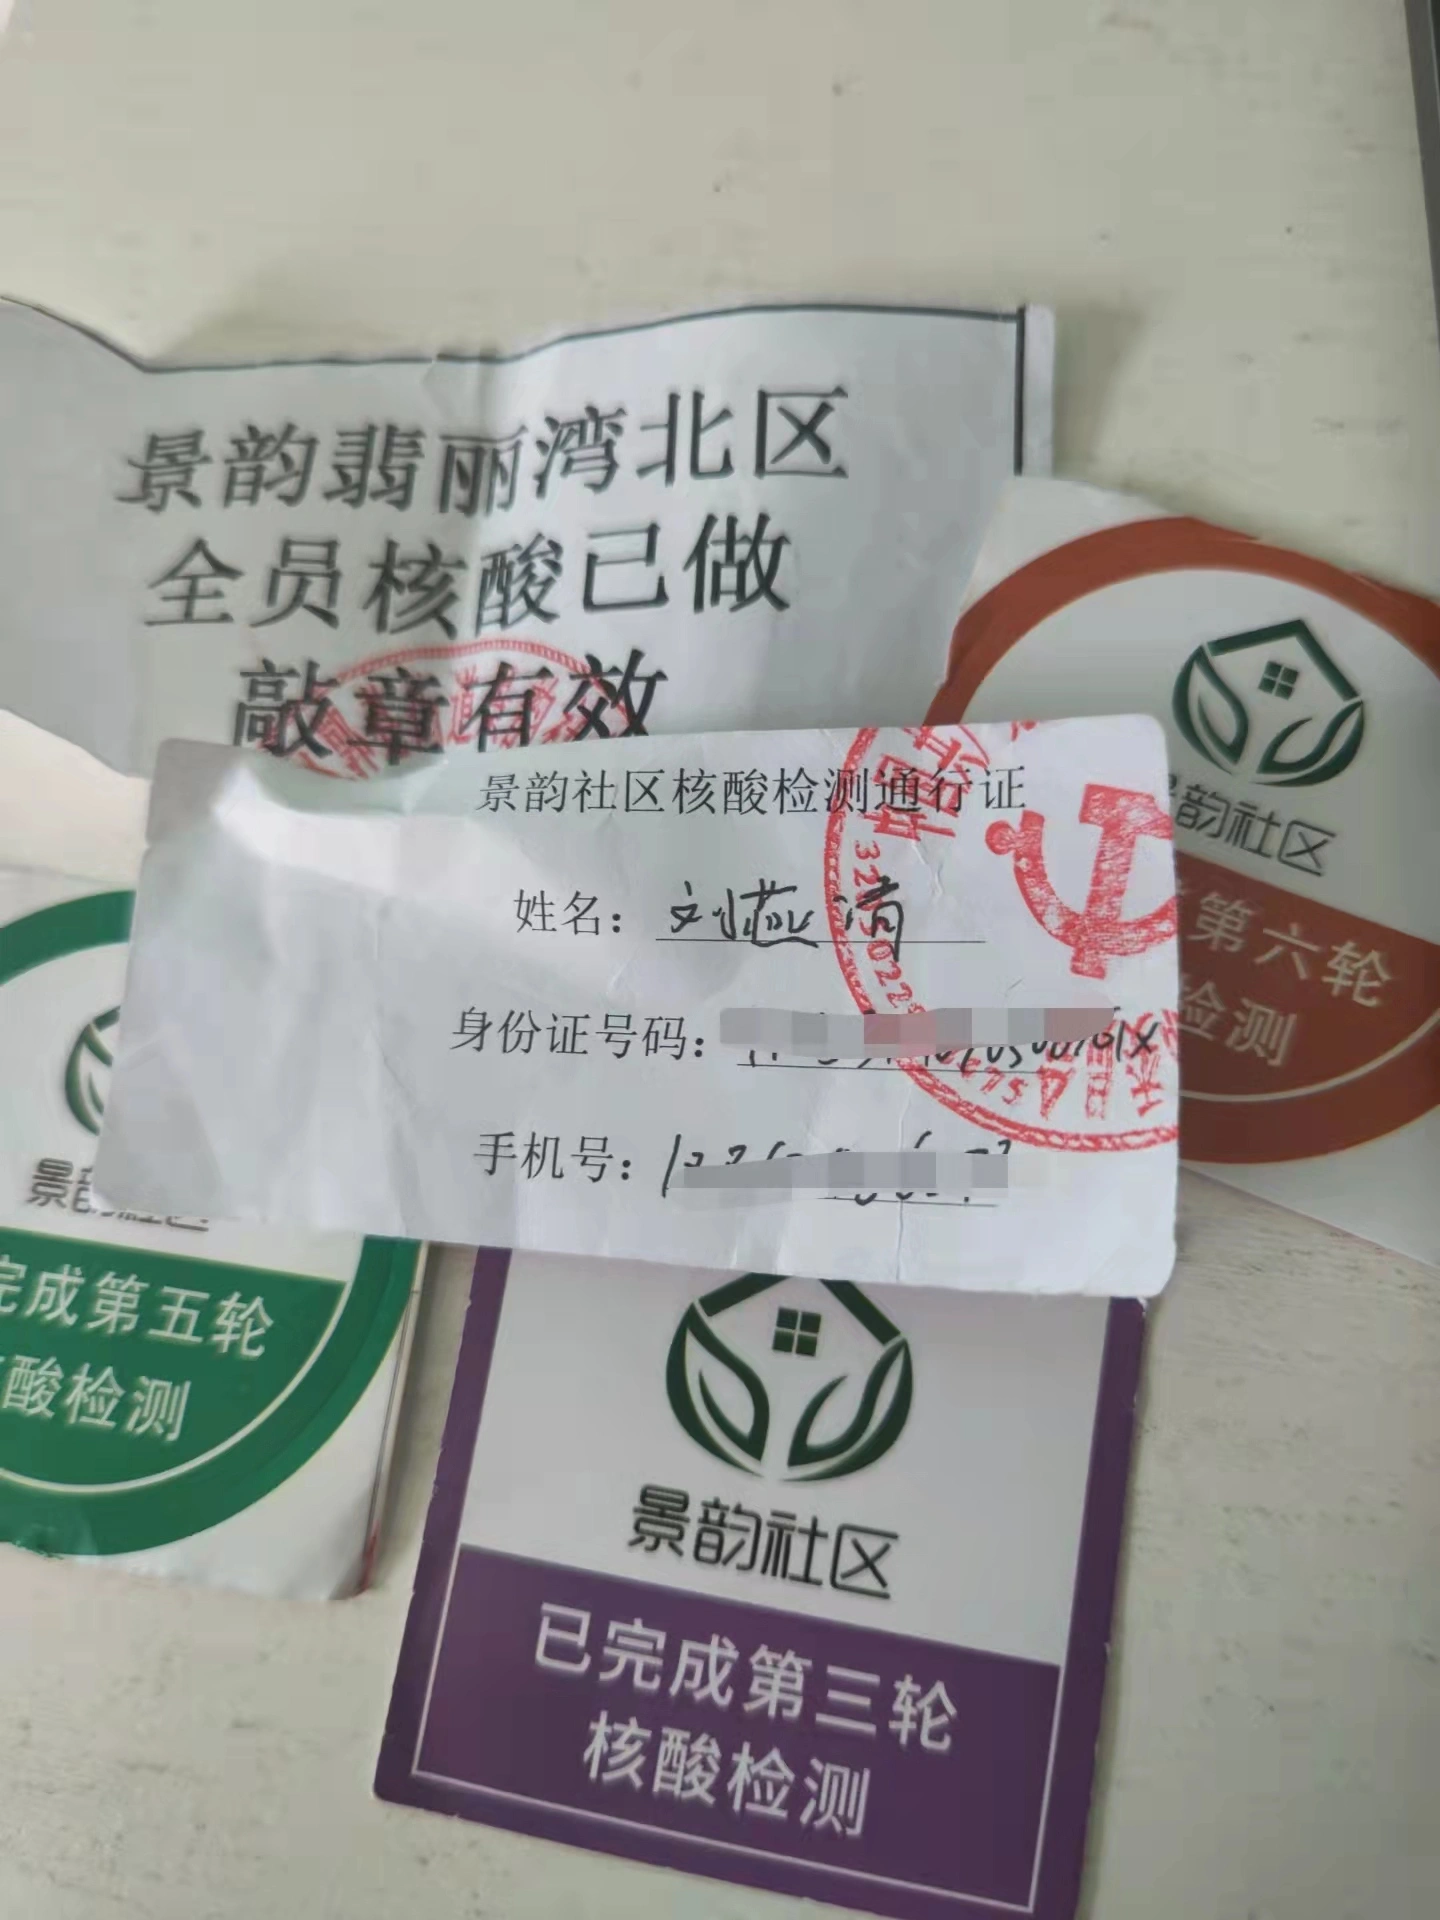 景韵翡丽湾北区
全员核酸已做
敲章有效
景韵社区核酸检测通行证
姓名：刘燕清
身份证号码：
手机号：
韵社区
第六轮
检测
景韵社区
完成第五轮
酸检测
景韵社区
已完成第三轮
核酸检测